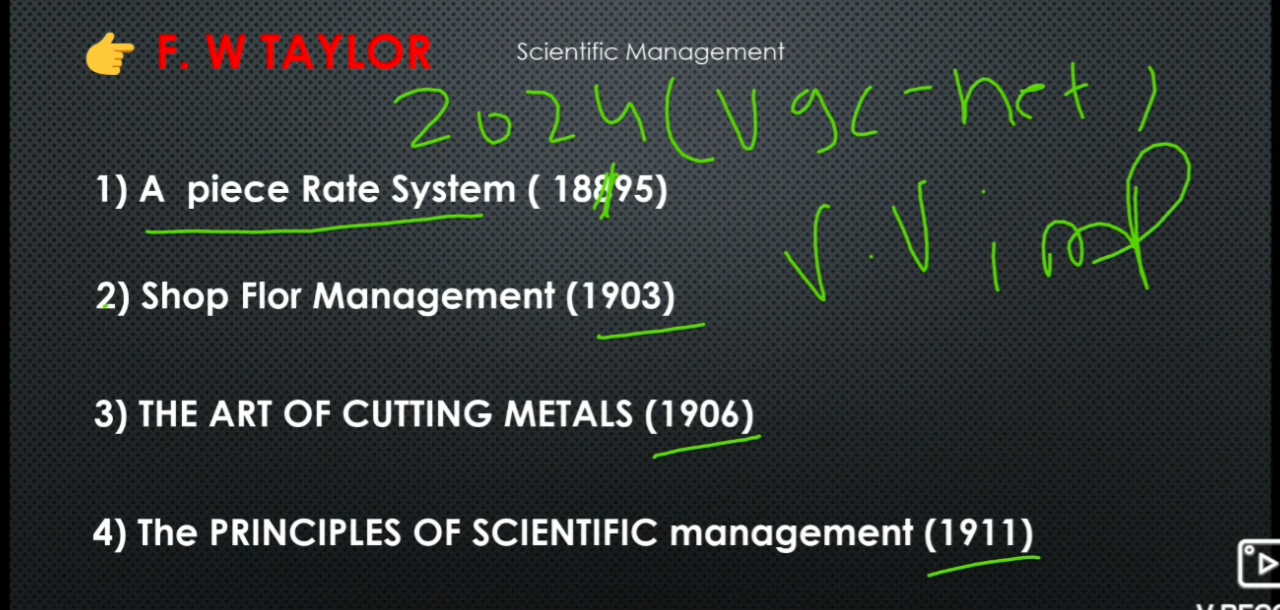 👉 F. W TAYLOR Scientific Management
2024 (Ugc-net)
1) A piece Rate System ( 18895)
V.V imp
2) Shop Flor Management (1903)
3) THE ART OF CUTTING METALS (1906)
4) The PRINCIPLES OF SCIENTIFIC management (1911)